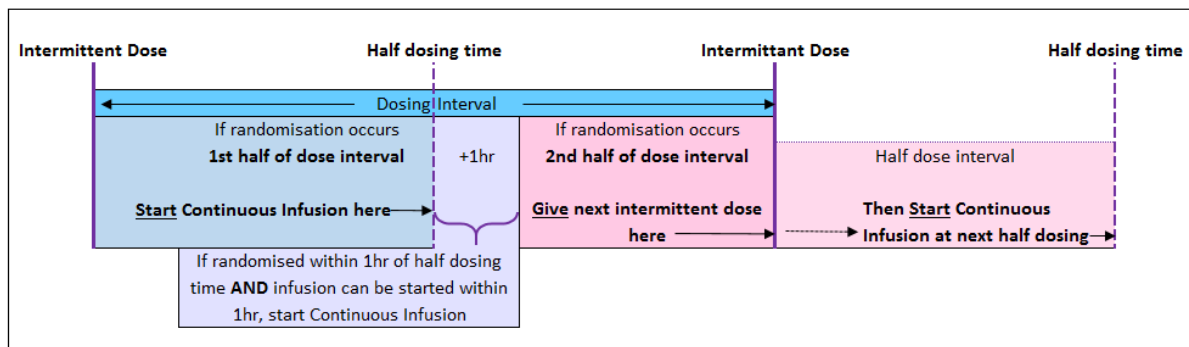 Intermittent Dose
Half dosing time
Intermittant Dose
Half dosing time
Dosing Interval
If randomisation occurs
1st half of dose interval
Start Continuous Infusion here
+1hr
If randomised within 1hr of half dosing
time AND infusion can be started within
1hr, start Continuous Infusion
If randomisation occurs
2nd half of dose interval
Give next intermittent dose
here
Half dose interval
Then Start Continuous
Infusion at next half dosing